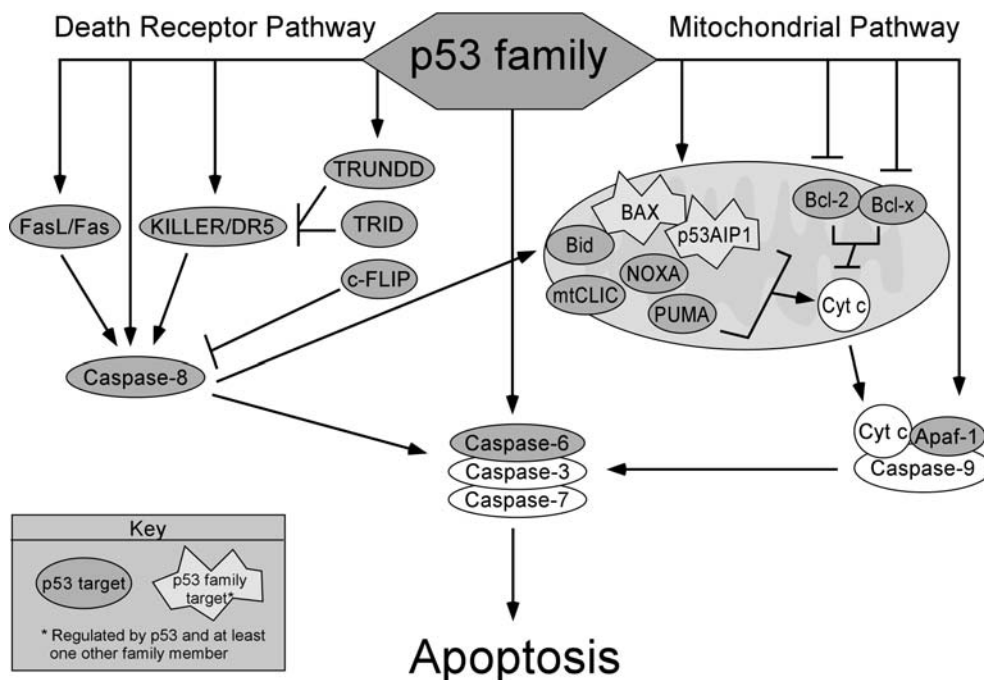 Death Receptor Pathway
p53 family
Mitochondrial Pathway
TRUNDD
FasL/Fas
KILLER/DR5
TRID
c-FLIP
Caspase-8
BAX
p53AIP1
Bid
NOXA
mtCLIC
PUMA
Bcl-2
Bcl-x
Cyt c
Cyt c
Apaf-1
Caspase-9
Caspase-6
Caspase-3
Caspase-7
Key
p53 target
p53 family
target*
* Regulated by p53 and at least
one other family member
Apoptosis